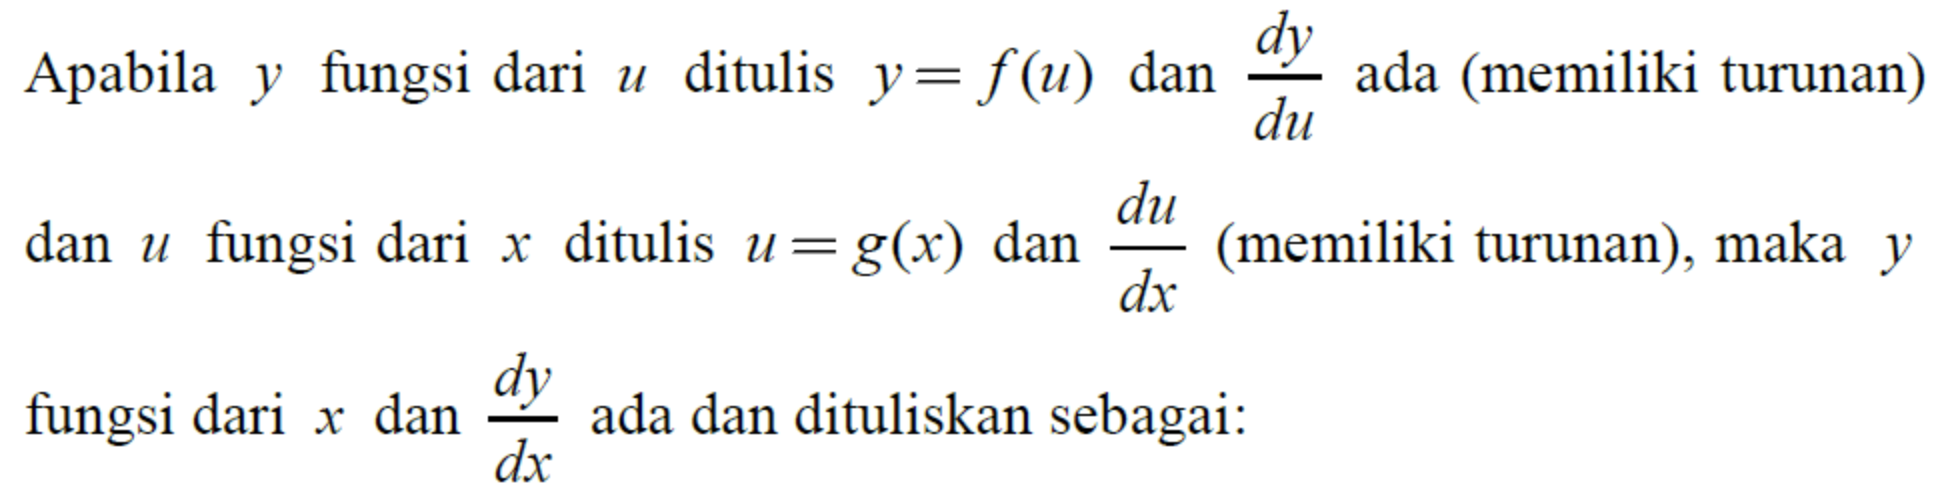 Apabila y fungsi dari u ditulis y = f(u) dan dy/du ada (memiliki turunan)
dan u fungsi dari x ditulis u = g(x) dan du/dx (memiliki turunan), maka y
fungsi dari x dan dy/dx ada dan dituliskan sebagai: